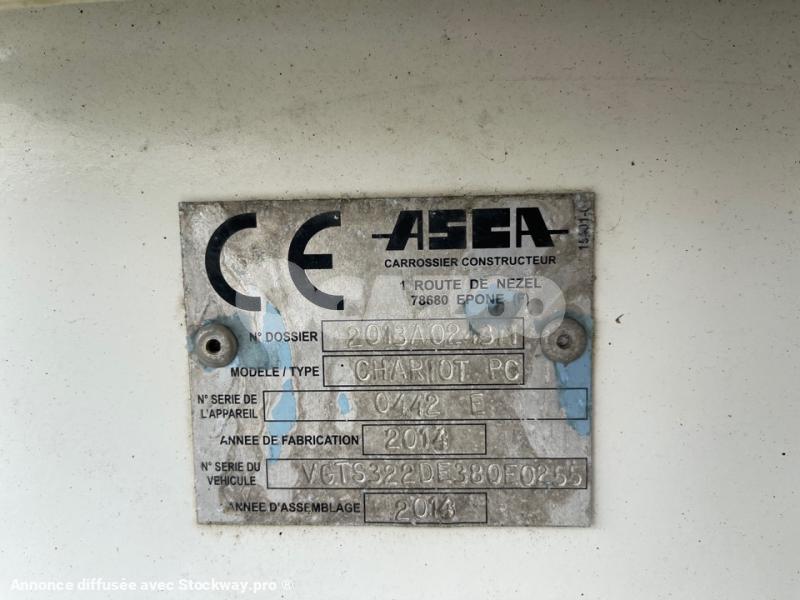 CE
ASCA
CARROSSIER CONSTRUCTEUR
1 ROUTE DE NEZEL
78680 EPONE (F)
N° DOSSIER
MODELE / TYPE CHARIOT PC
N° SERIE DE L'APPAREIL 0442 E
ANNEE DE FABRICATION 2014
N° SERIE DU VEHICULE VGTS322DE380E0255
ANNEE D'ASSEMBLAGE 2014
Annonce diffusée avec Stockway.pro ®